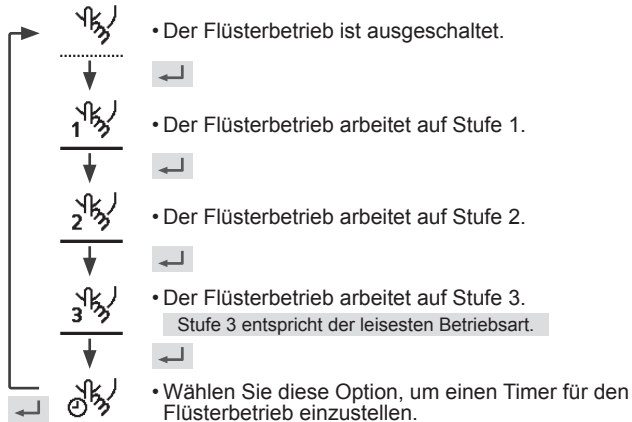 • Der Flüsterbetrieb ist ausgeschaltet.
1
• Der Flüsterbetrieb arbeitet auf Stufe 1.
2
• Der Flüsterbetrieb arbeitet auf Stufe 2.
3
• Der Flüsterbetrieb arbeitet auf Stufe 3.
Stufe 3 entspricht der leisesten Betriebsart.
• Wählen Sie diese Option, um einen Timer für den
Flüsterbetrieb einzustellen.